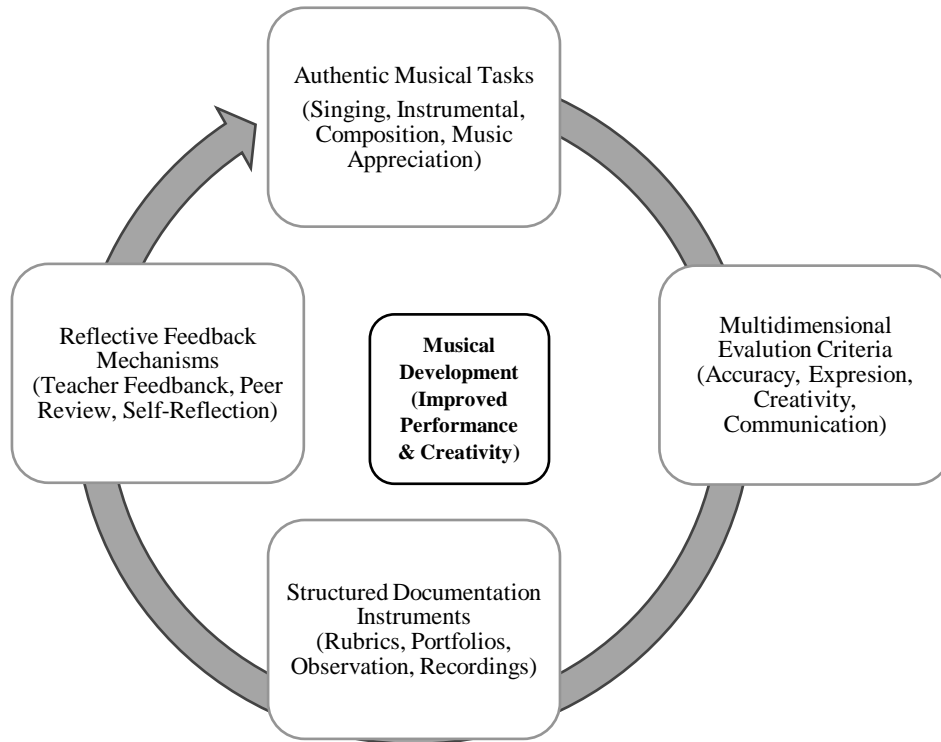 Authentic Musical Tasks
(Singing, Instrumental,
Composition, Music
Appreciation)
Multidimensional
Evalution Criteria
(Accuracy, Expresion,
Creativity,
Communication)
Structured Documentation
Instruments
(Rubrics, Portfolios,
Observation, Recordings)
Reflective Feedback
Mechanisms
(Teacher Feedbanck, Peer
Review, Self-Reflection)
Musical
Development
(Improved
Performance
& Creativity)